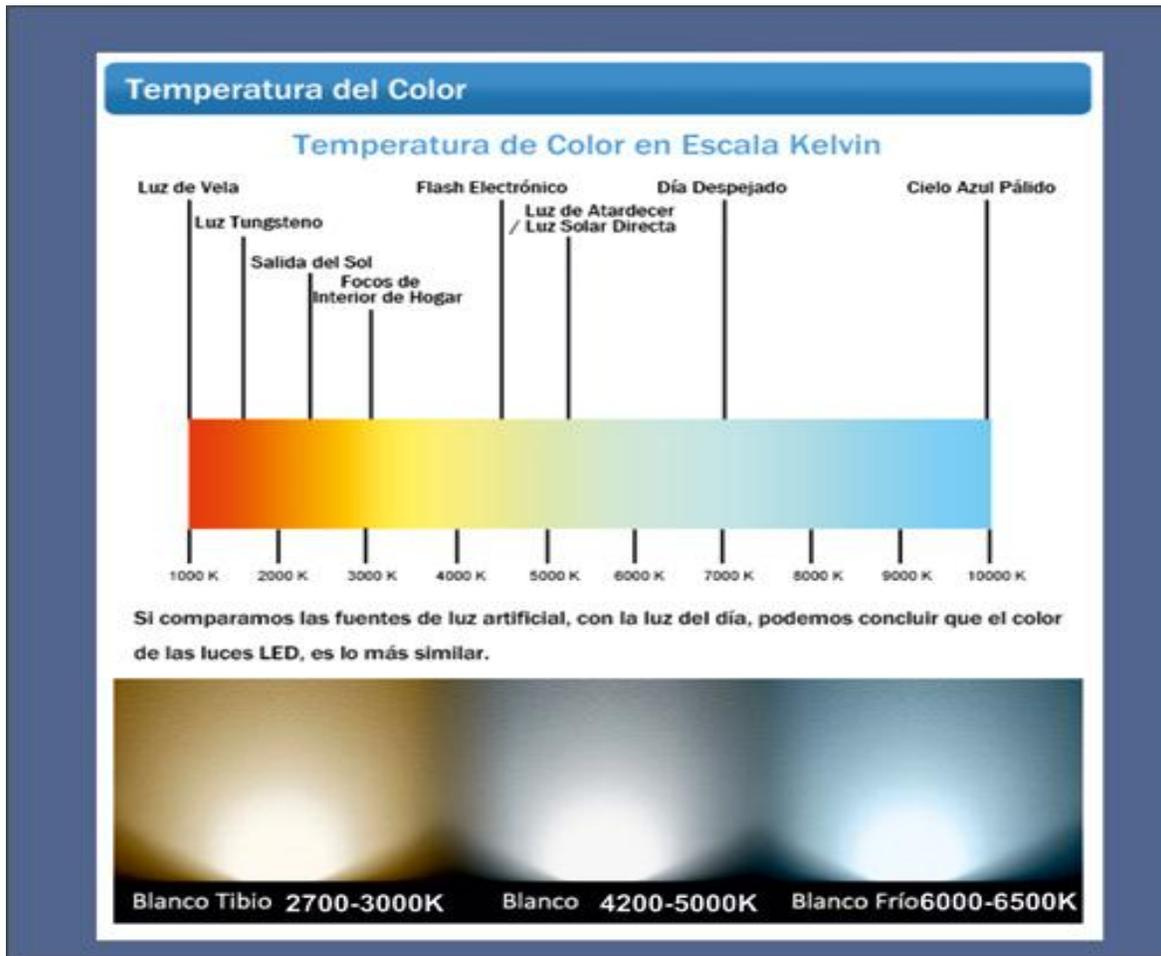 Temperatura del Color
Temperatura de Color en Escala Kelvin
Luz de Vela
Flash Electrónico
Día Despejado
Cielo Azul Pálido
Luz Tungsteno
Luz de Atardecer
/ Luz Solar Directa
Salida del Sol
Focos de
Interior de Hogar
1000 K 2000 K 3000 K 4000 K 5000 K 6000 K 7000 K 8000 K 9000 K 10000 K
Si comparamos las fuentes de luz artificial, con la luz del día, podemos concluir que el color
de las luces LED, es lo más similar.
Blanco Tibio 2700-3000K Blanco 4200-5000K Blanco Frío6000-6500K